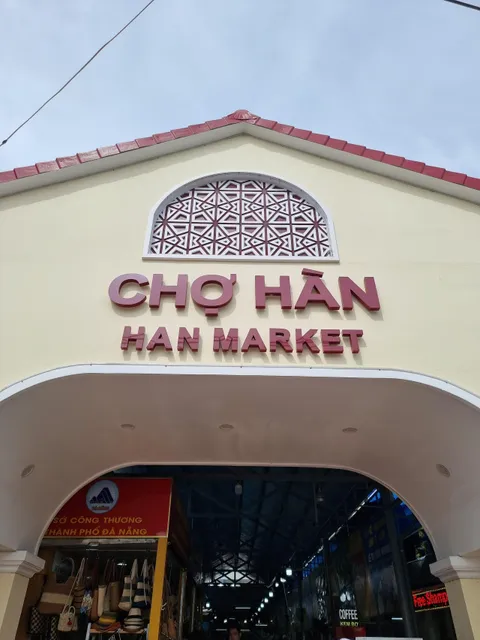 CHỢ HÀN
HAN MARKET
SỞ CÔNG THƯƠNG
THÀNH PHỐ ĐÀ NẴNG
COFFEE